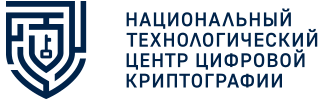 НАЦИОНАЛЬНЫЙ
ТЕХНОЛОГИЧЕСКИЙ
ЦЕНТР ЦИФРОВОЙ
КРИПТОГРАФИИ